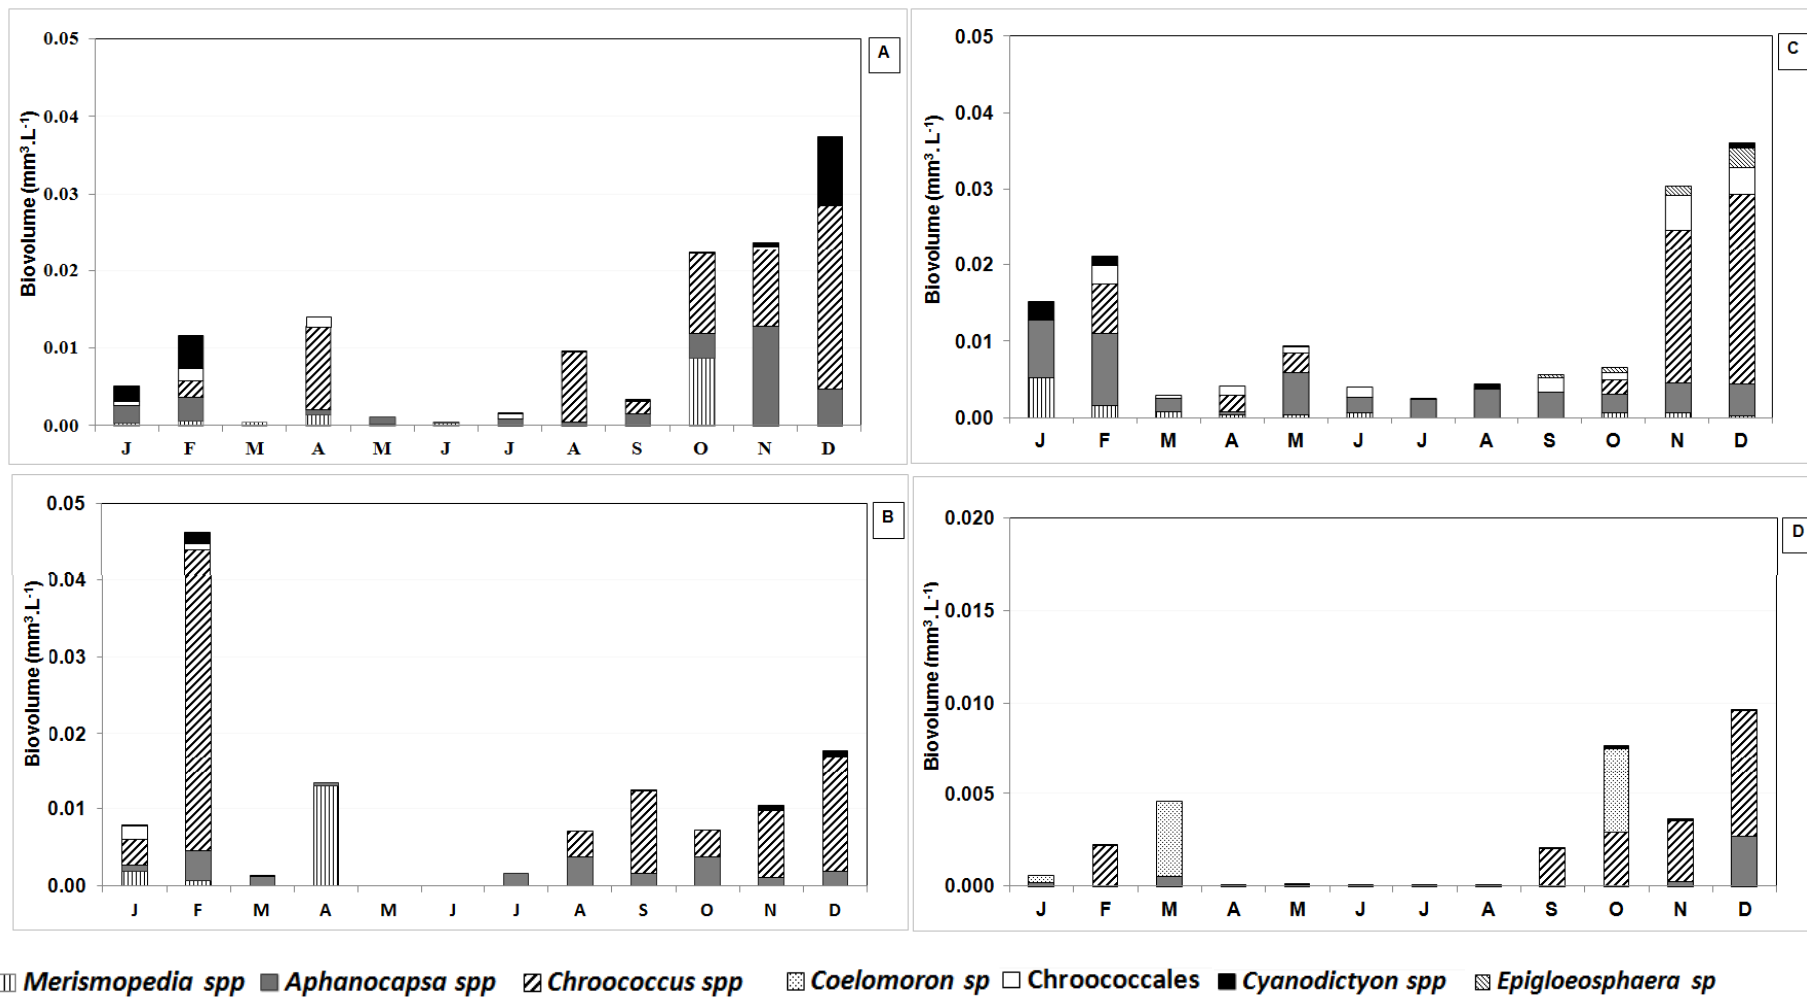 A
Biovolume (mm³.L⁻¹)
0.05
0.04
0.03
0.02
0.01
0.00
J F M A M J J A S O N D
C
Biovolume (mm³. L⁻¹)
0.05
0.04
0.03
0.02
0.01
0.00
J F M A M J J A S O N D
B
Biovolume (mm³.L⁻¹)
0.05
0.04
0.03
0.02
0.01
0.00
J F M A M J J A S O N D
D
Biovolume (mm³.L⁻¹)
0.020
0.015
0.010
0.005
0.000
J F M A M J J A S O N D
Merismopedia spp Aphanocapsa spp Chroococcus spp Coelomoron sp Chroococcales Cyanodictyon spp Epigloeosphaera sp